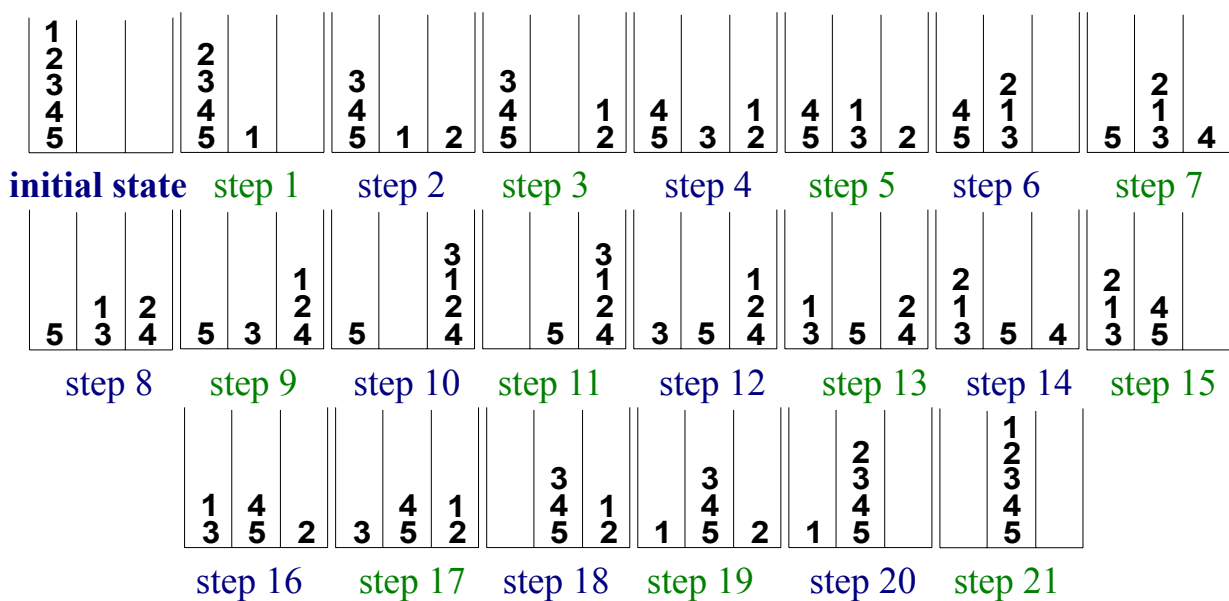 1
2 2
3 3 3 3 2 2
4 4 4 4 1 4 1 4 1 4 1 1
5 5 1 5 1 2 5 2 5 3 2 5 3 2 5 3 5 3 4
initial state step 1 step 2 step 3 step 4 step 5 step 6 step 7
3 3
1 1 1 1 2 2
1 2 2 2 2 2 1 2 1 1 4
5 3 4 5 3 4 5 4 5 4 3 5 4 3 5 4 3 5 4 3 5
step 8 step 9 step 10 step 11 step 12 step 13 step 14 step 15
1
2 2
3 3 3 3
1 4 4 1 4 1 4 4 4
3 5 2 3 5 2 5 2 1 5 2 1 5 5
step 16 step 17 step 18 step 19 step 20 step 21